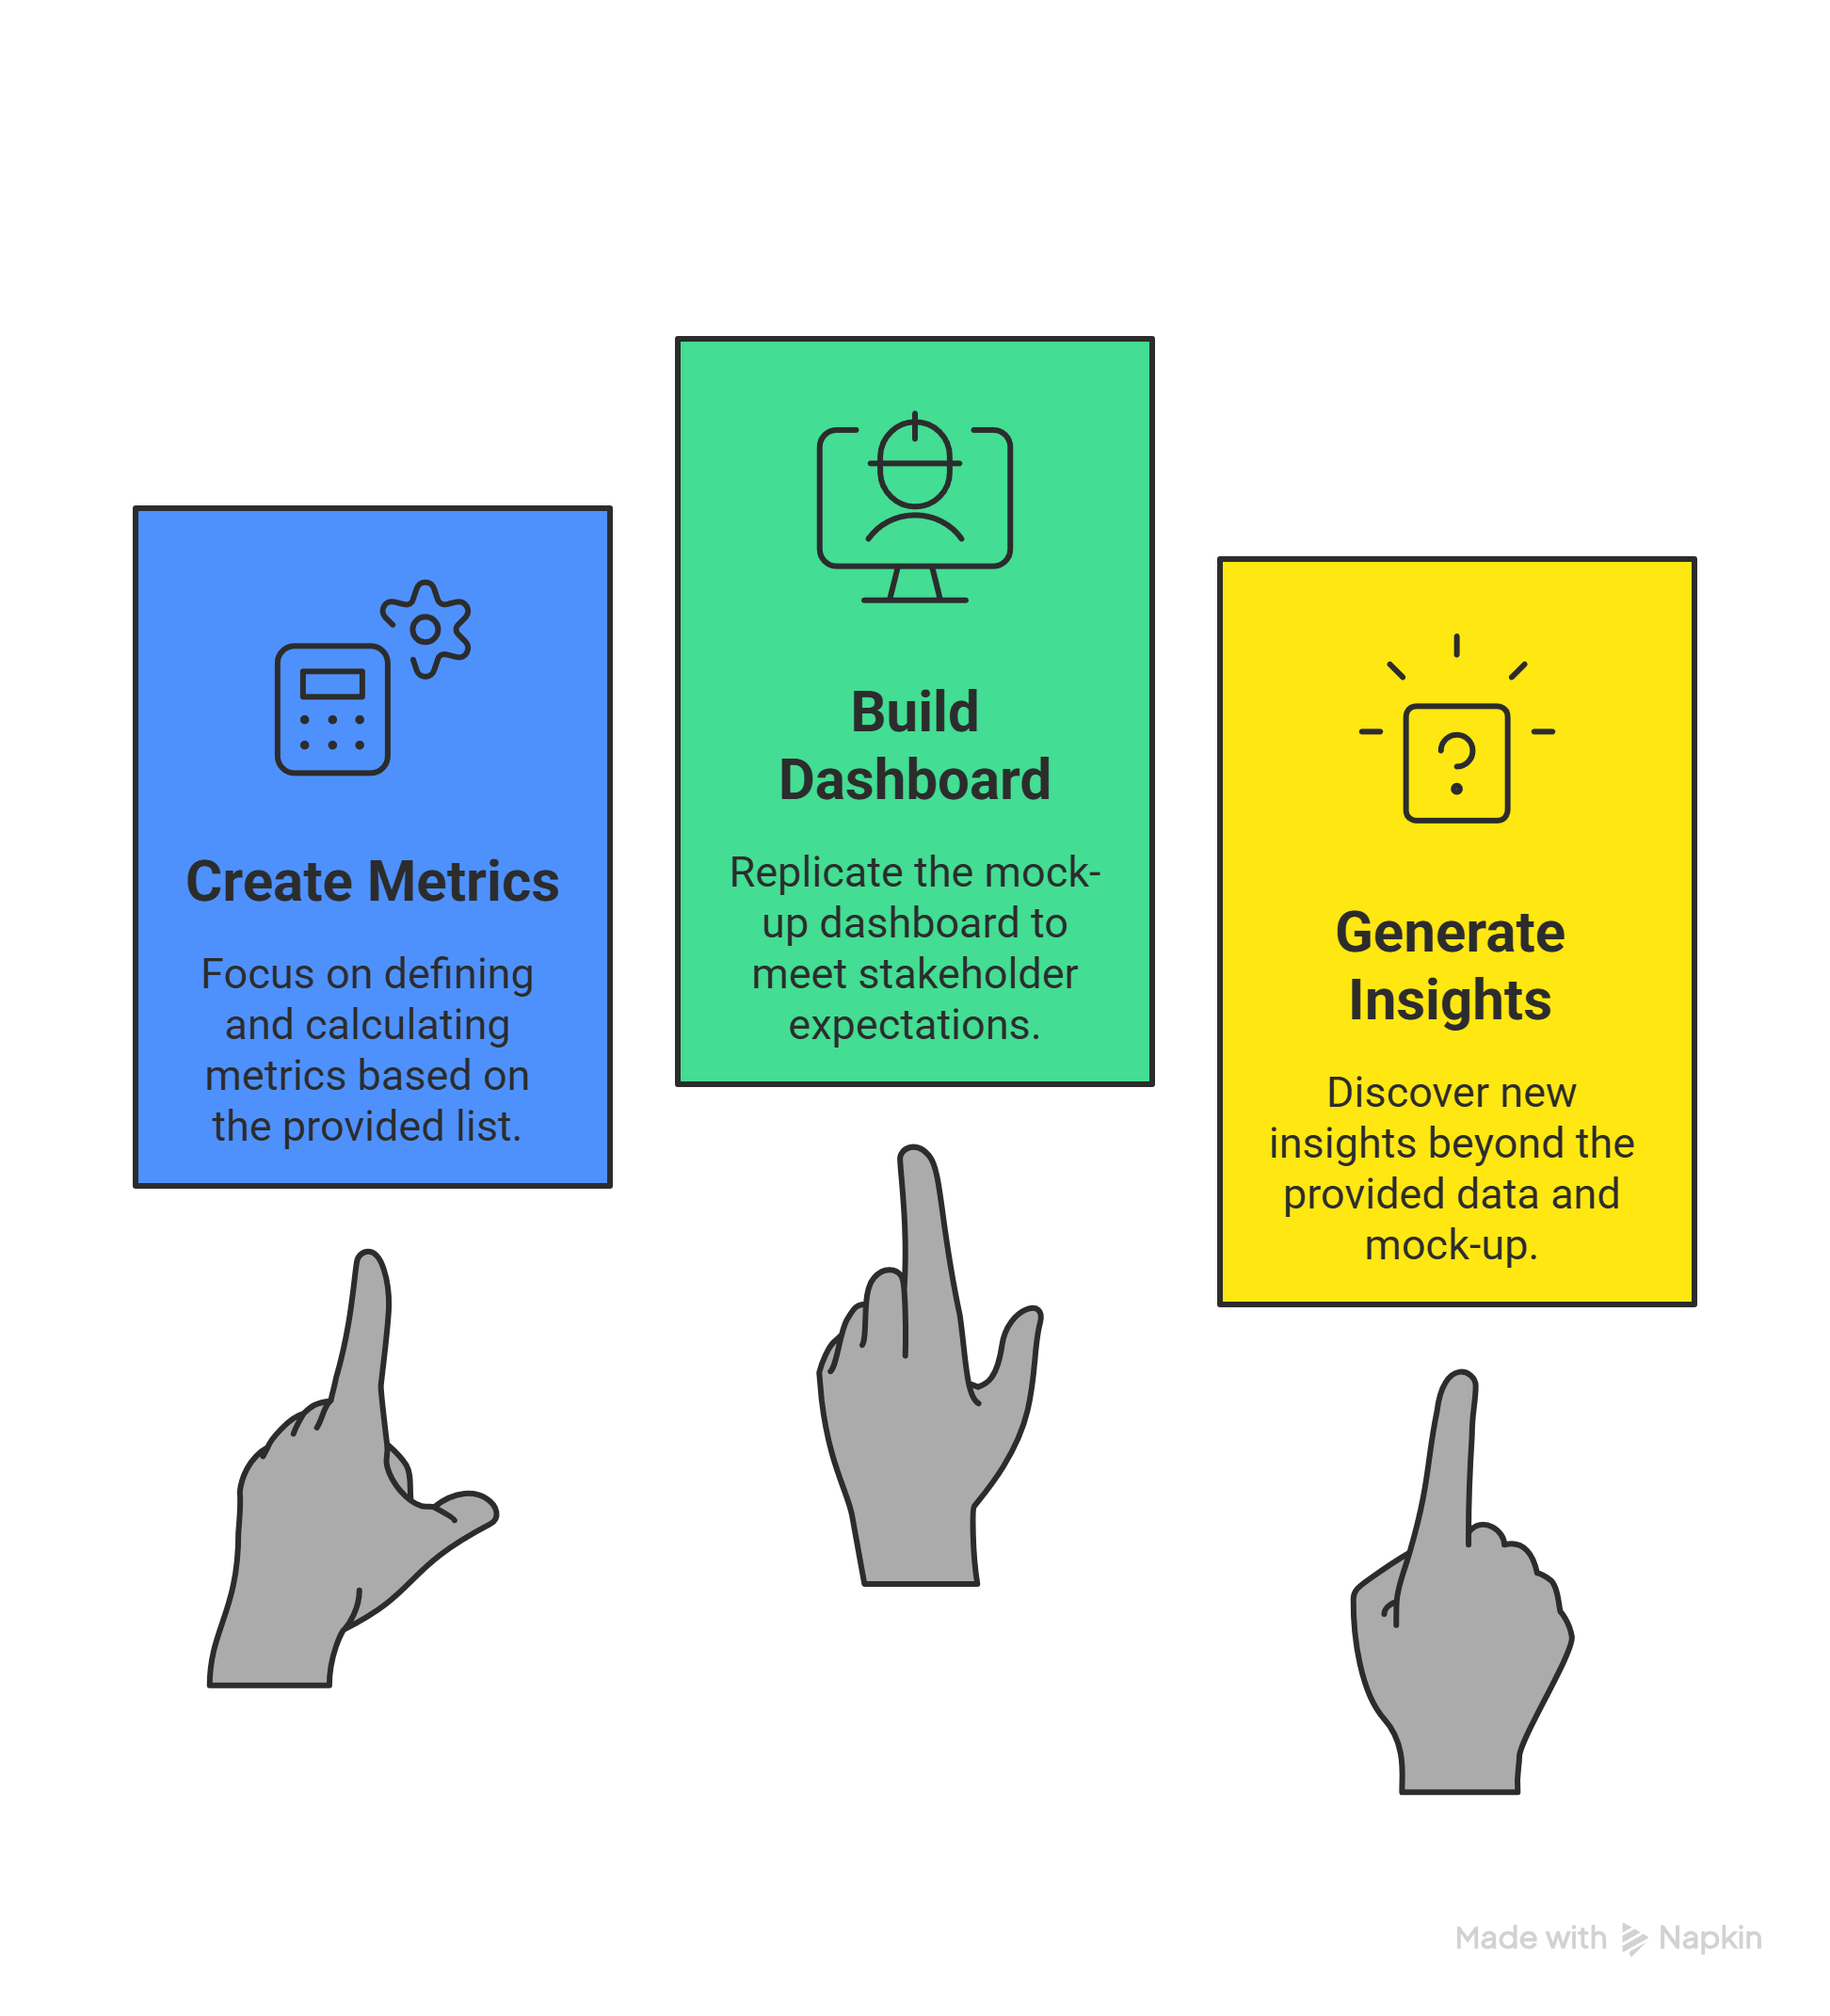 Create Metrics
Focus on defining
and calculating
metrics based on
the provided list.
Build
Dashboard
Replicate the mock-
up dashboard to
meet stakeholder
expectations.
Generate
Insights
Discover new
insights beyond the
provided data and
mock-up.
Made with Napkin